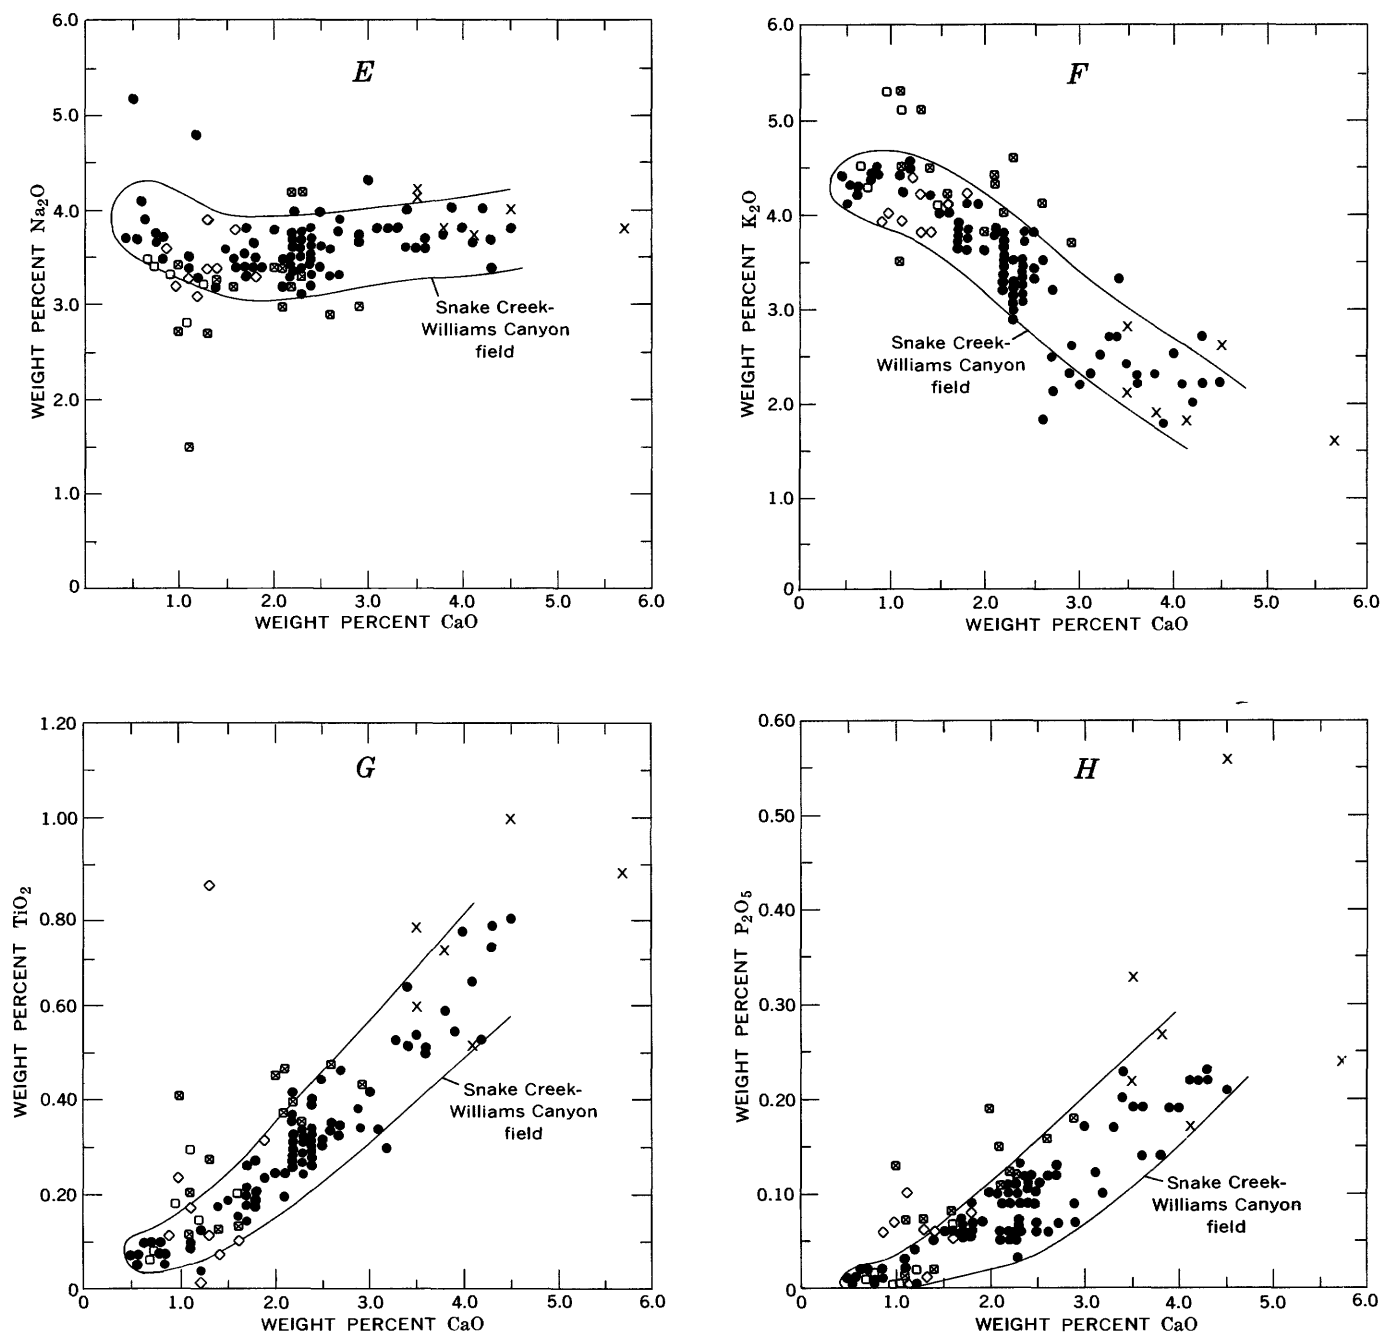 E
6.0
5.0
4.0
3.0
2.0
1.0
0
WEIGHT PERCENT Na₂O
Snake Creek-
Williams Canyon
field
1.0 2.0 3.0 4.0 5.0 6.0
WEIGHT PERCENT CaO
F
6.0
5.0
4.0
3.0
2.0
1.0
0
WEIGHT PERCENT K₂O
Snake Creek-
Williams Canyon
field
0 1.0 2.0 3.0 4.0 5.0 6.0
WEIGHT PERCENT CaO
G
1.20
1.00
0.80
0.60
0.40
0.20
0
WEIGHT PERCENT TiO₂
Snake Creek-
Williams Canyon
field
0 1.0 2.0 3.0 4.0 5.0 6.0
WEIGHT PERCENT CaO
H
0.60
0.50
0.40
0.30
0.20
0.10
0
WEIGHT PERCENT P₂O₅
Snake Creek-
Williams Canyon
field
0 1.0 2.0 3.0 4.0 5.0 6.0
WEIGHT PERCENT CaO